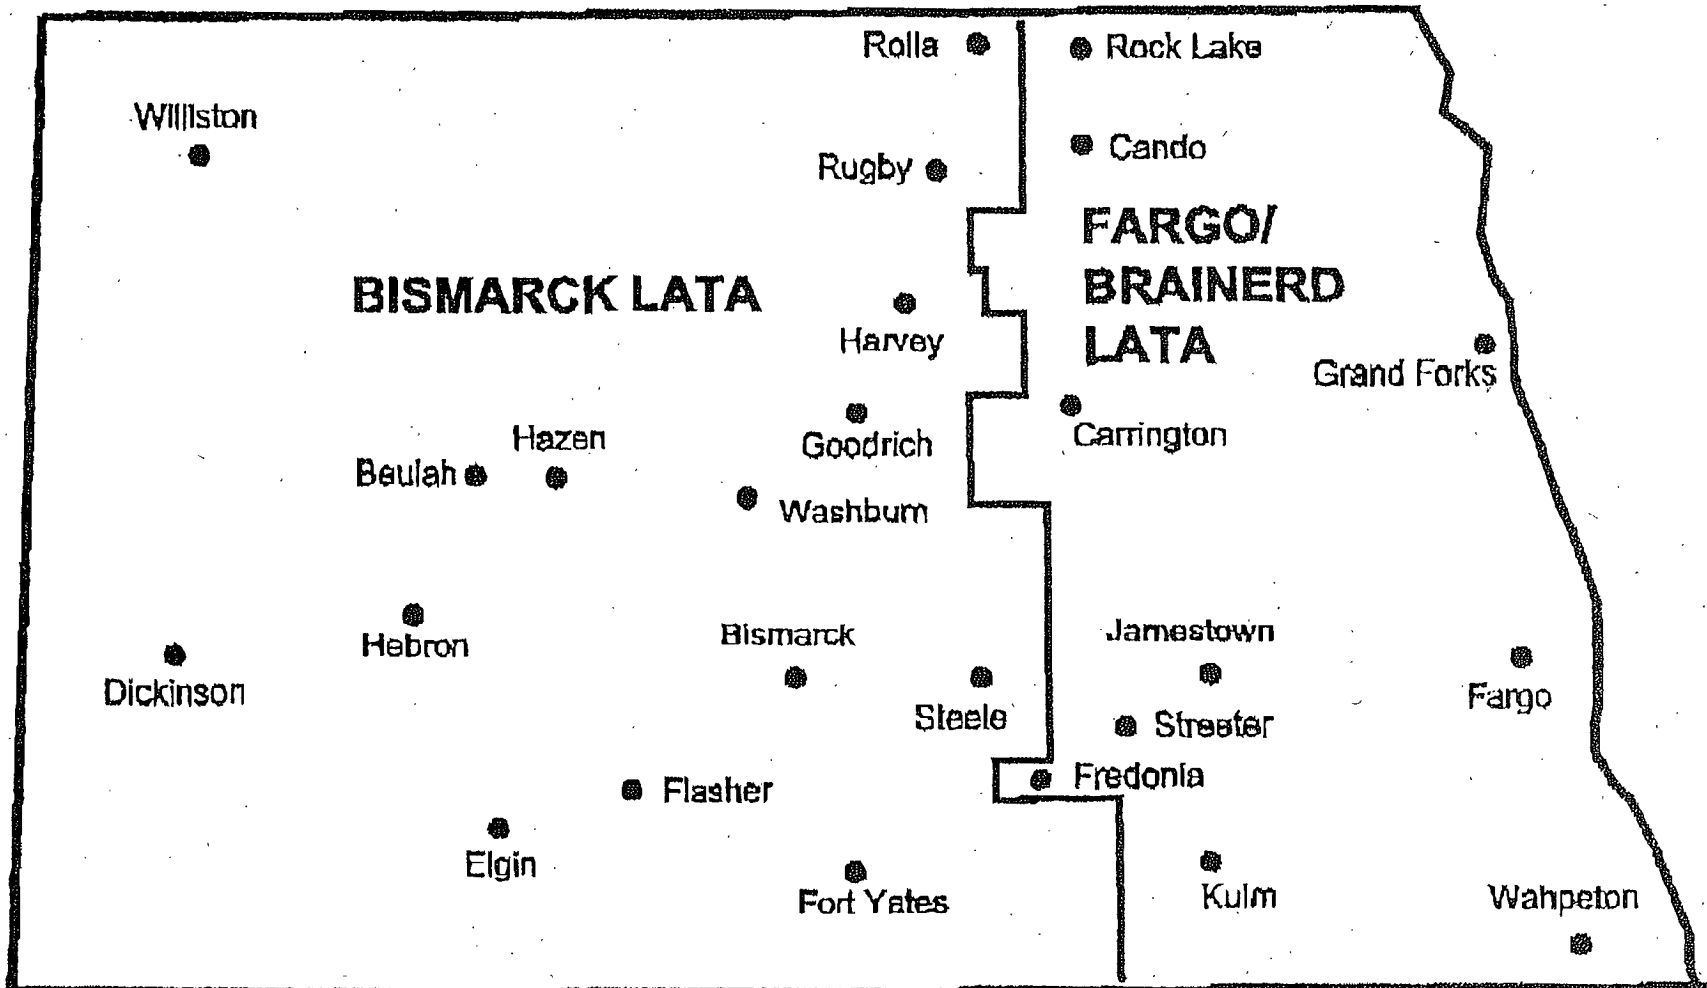 Rolla
Rock Lake
Williston
Cando
Rugby
FARGO/
BRAINERD
LATA
BISMARCK LATA
Harvey
Grand Forks
Carrington
Goodrich
Hazen
Beulah
Washburn
Bismarck
Jamestown
Hebron
Dickinson
Fargo
Steele
Streeter
Fredonia
Flasher
Elgin
Kulm
Fort Yates
Wahpeton